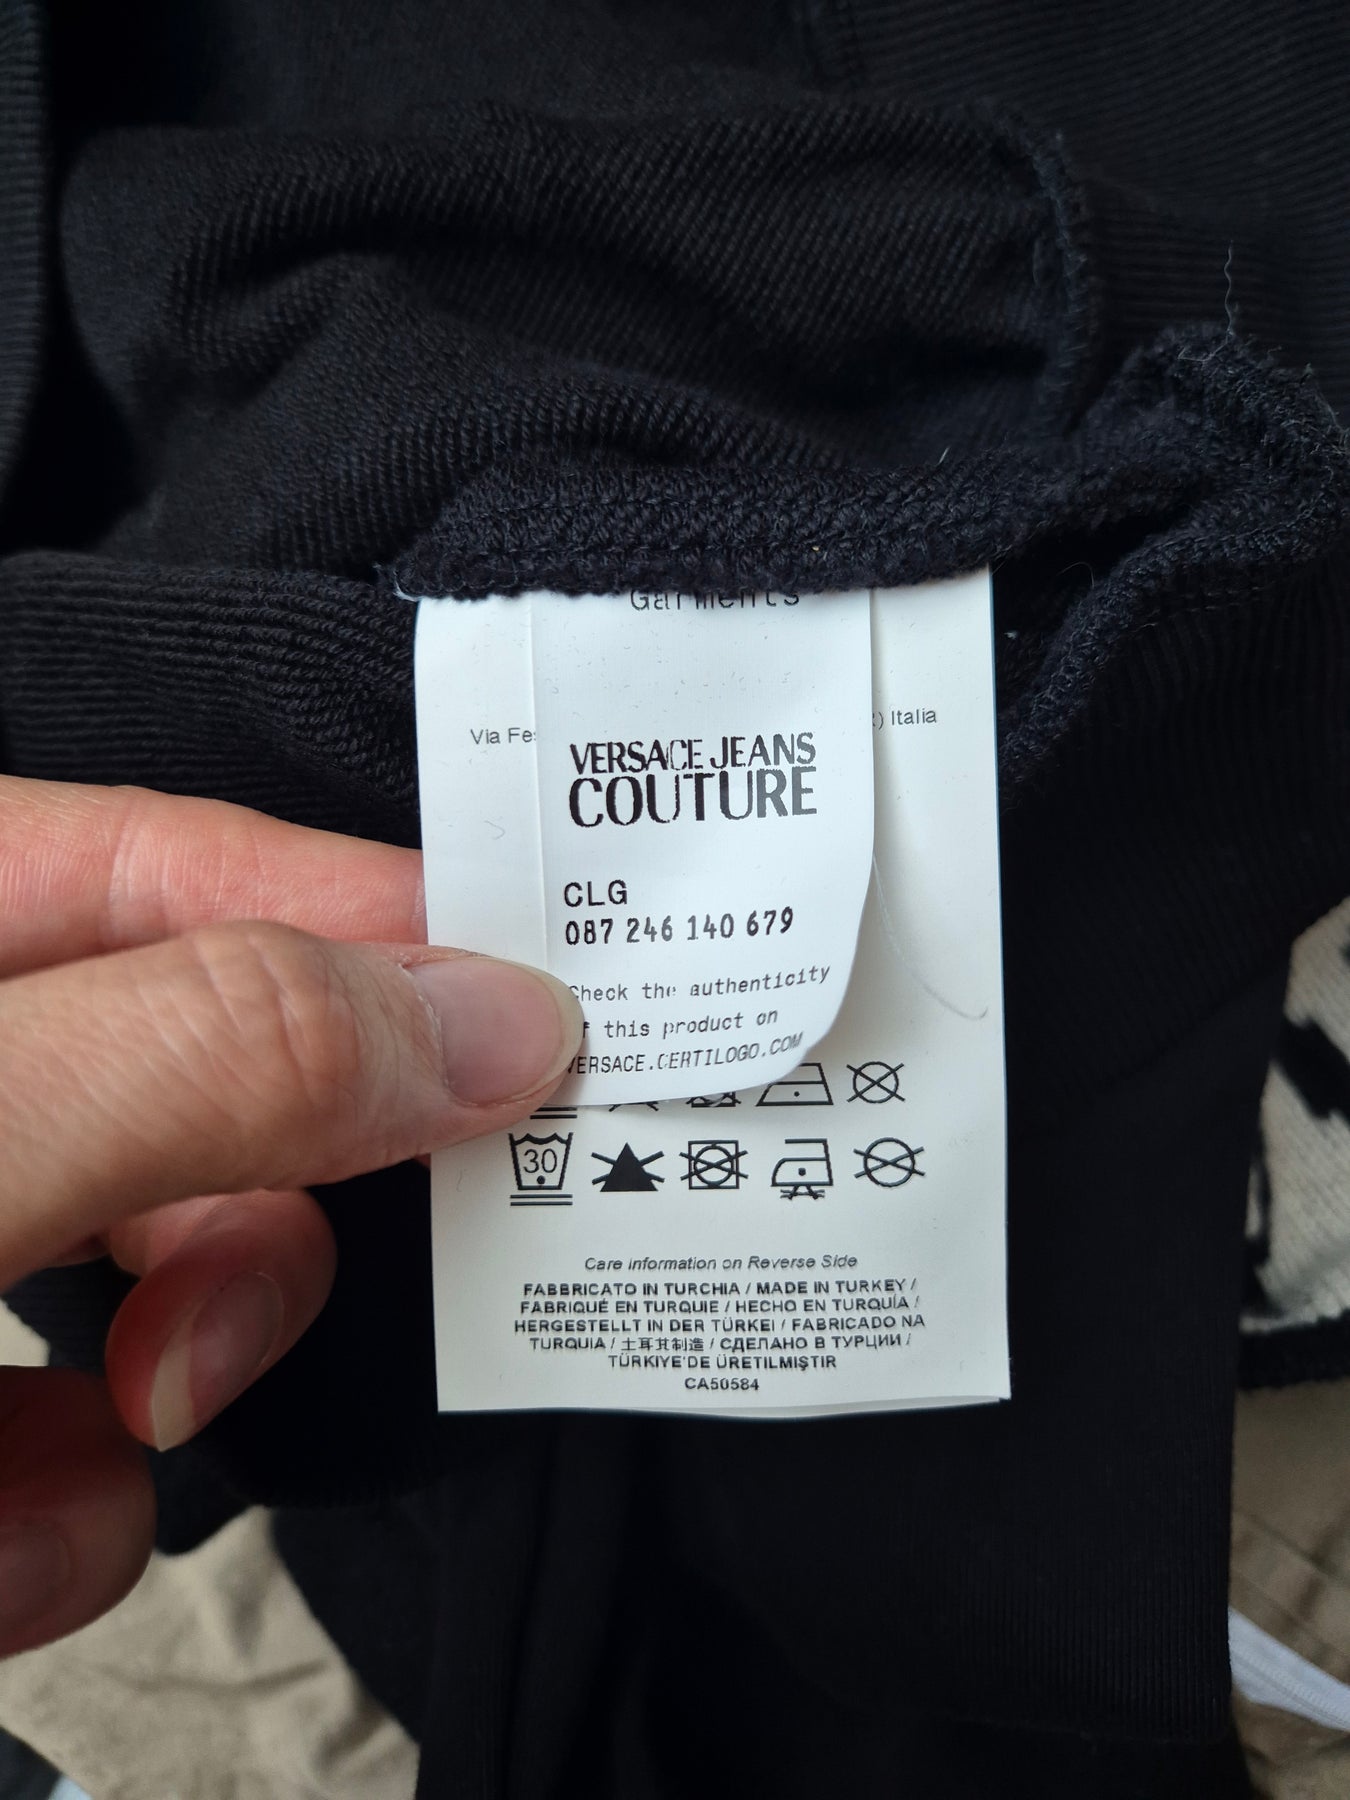 Garments
Via Fes
) Italia
VERSACE JEANS
COUTURE
CLG
087 246 140 679
Check the authenticity
f this product on
VERSACE.CERTILOGO.COM
30
Care information on Reverse Side
FABBRICATO IN TURCHIA / MADE IN TURKEY /
FABRIQUÉ EN TURQUIE / HECHO EN TURQUÍA /
HERGESTELLT IN DER TÜRKEI / FABRICADO NA
TURQUIA / 土耳其制造 / СДЕЛАНО В ТУРЦИИ /
TÜRKIYE'DE ÜRETILMIŞTIR
CA50584